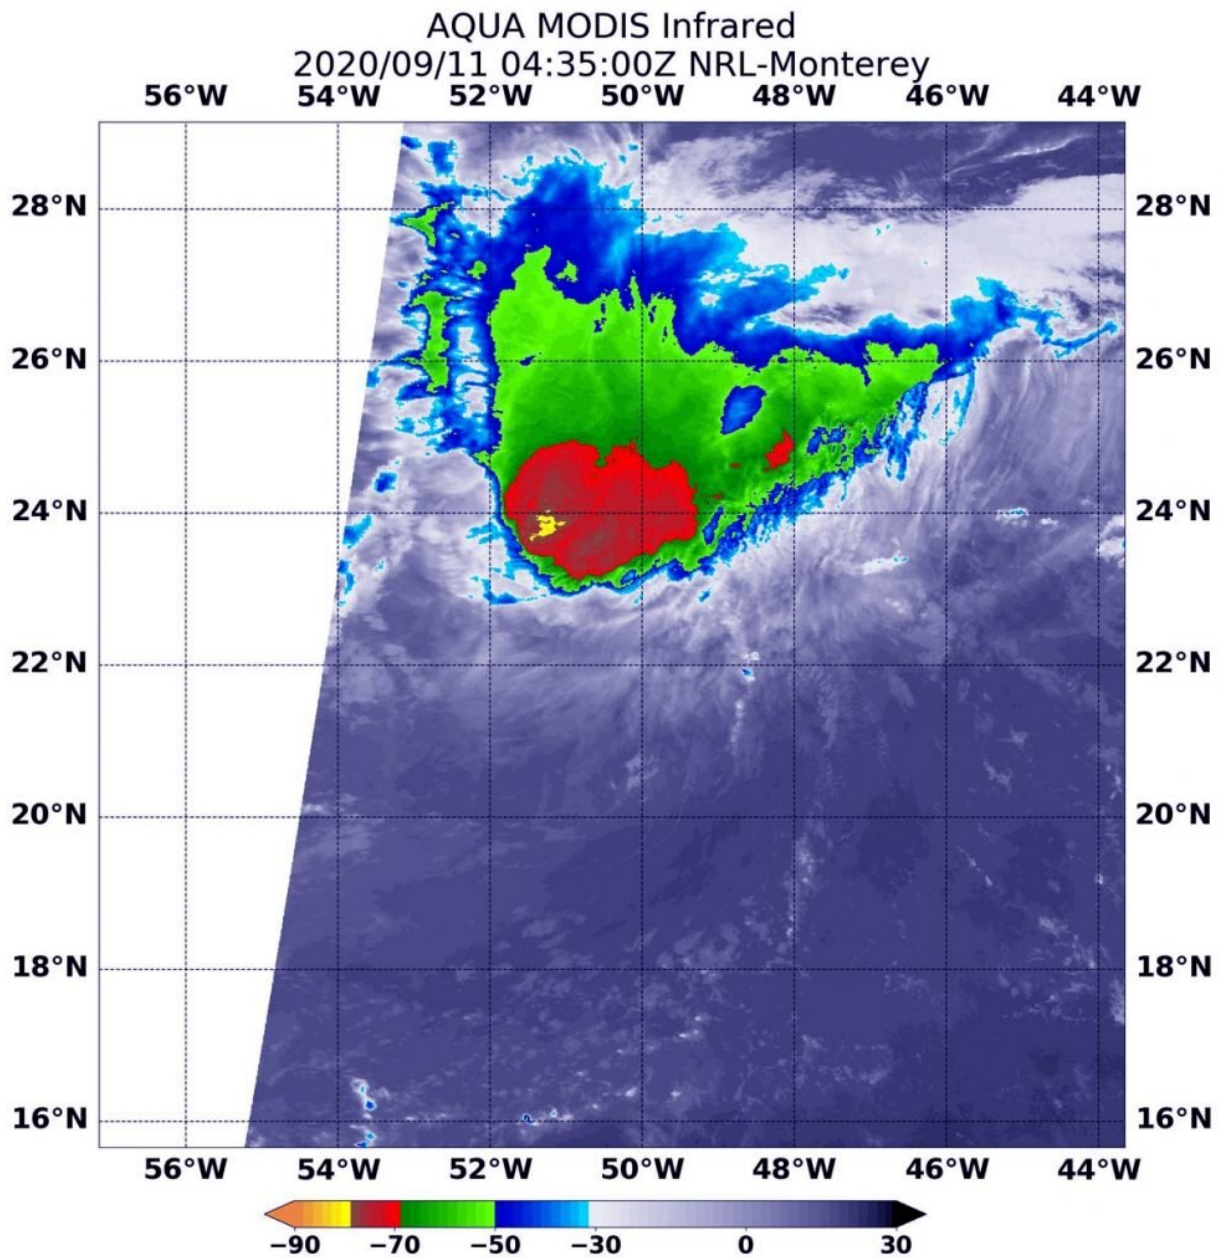 AQUA MODIS Infrared
2020/09/11 04:35:00Z NRL-Monterey
56°W 54°W 52°W 50°W 48°W 46°W 44°W
28°N 28°N
26°N 26°N
24°N 24°N
22°N 22°N
20°N 20°N
18°N 18°N
16°N 16°N
56°W 54°W 52°W 50°W 48°W 46°W 44°W
−90 −70 −50 −30 0 30